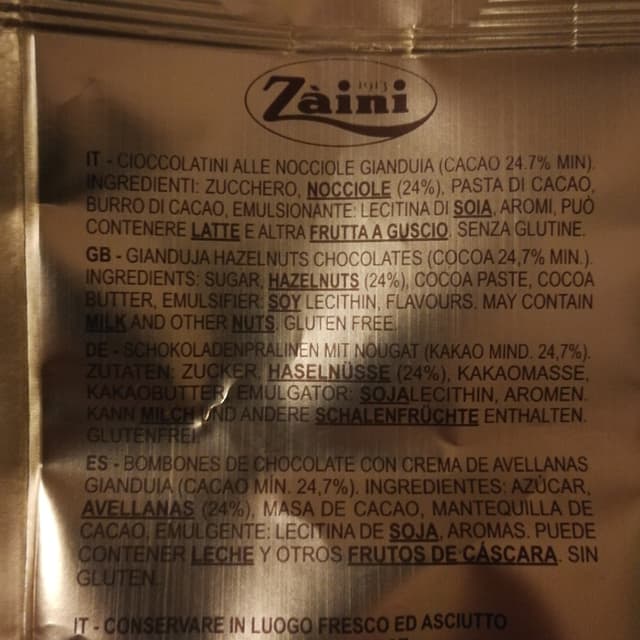 Zàini
IT - CIOCCOLATINI ALLE NOCCIOLE GIANDUIA (CACAO 24.7% MIN).
INGREDIENTI: ZUCCHERO, NOCCIOLE (24%), PASTA DI CACAO,
BURRO DI CACAO, EMULSIONANTE: LECITINA DI SOIA, AROMI, PUÒ
CONTENERE LATTE E ALTRA FRUTTA A GUSCIO. SENZA GLUTINE.
GB - GIANDUJA HAZELNUTS CHOCOLATES (COCOA 24,7% MIN.).
INGREDIENTS: SUGAR, HAZELNUTS (24%), COCOA PASTE, COCOA
BUTTER, EMULSIFIER: SOY LECITHIN, FLAVOURS, MAY CONTAIN
MILK AND OTHER NUTS. GLUTEN FREE.
DE - SCHOKOLADENPRALINEN MIT NOUGAT (KAKAO MIND. 24,7%).
ZUTATEN: ZUCKER, HASELNÜSSE (24%), KAKAOMASSE,
KAKAOBUTTER, EMULGATOR: SOJALECITHIN, AROMEN.
KANN MILCH UND ANDERE SCHALENFRÜCHTE ENTHALTEN.
GLUTENFREI.
ES - BOMBONES DE CHOCOLATE CON CREMA DE AVELLANAS
GIANDUIA (CACAO MÍN. 24,7%). INGREDIENTES: AZÚCAR,
AVELLANAS (24%), MASA DE CACAO, MANTEQUILLA DE
CACAO, EMULGENTE: LECITINA DE SOJA, AROMAS. PUEDE
CONTENER LECHE Y OTROS FRUTOS DE CÁSCARA. SIN
GLUTEN.
IT - CONSERVARE IN LUOGO FRESCO ED ASCIUTTO